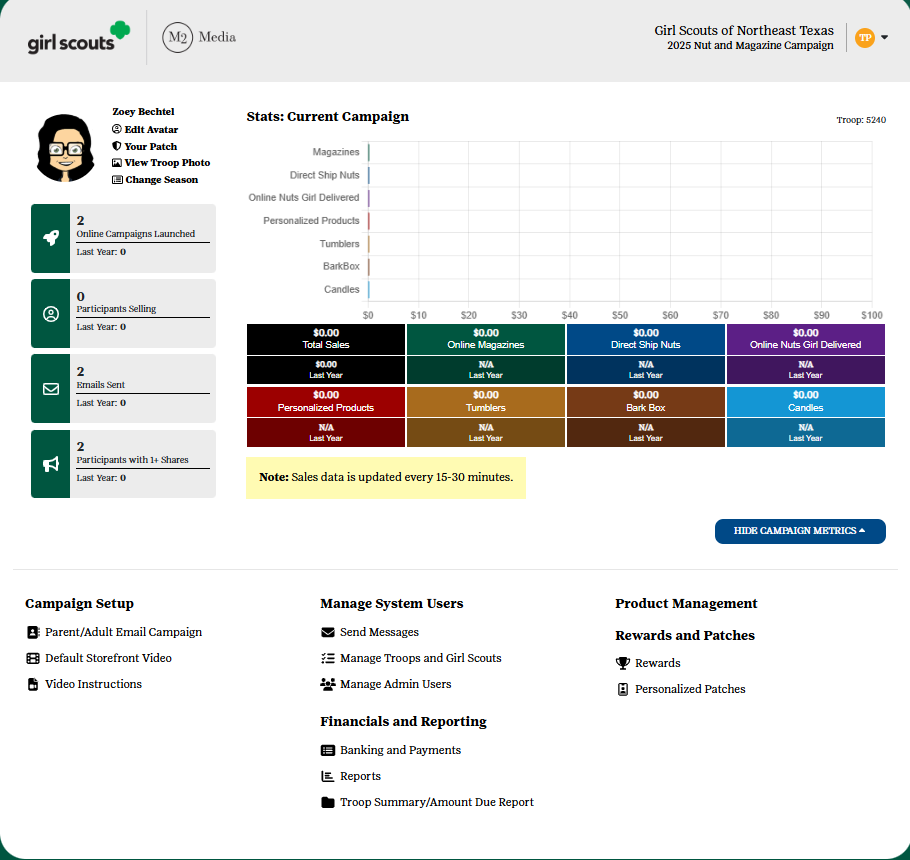 girl scouts
M2 Media
Girl Scouts of Northeast Texas
2025 Nut and Magazine Campaign
TP
Zoey Bechtel
Edit Avatar
Your Patch
View Troop Photo
Change Season
2
Online Campaigns Launched
Last Year: 0
0
Participants Selling
Last Year: 0
2
Emails Sent
Last Year: 0
2
Participants with 1+ Shares
Last Year: 0
Stats: Current Campaign
Troop: 5240
Magazines
Direct Ship Nuts
Online Nuts Girl Delivered
Personalized Products
Tumblers
BarkBox
Candles
$0 $10 $20 $30 $40 $50 $60 $70 $80 $90 $100
$0.00 $0.00 $0.00 $0.00
Total Sales Online Magazines Direct Ship Nuts Online Nuts Girl Delivered
$0.00 N/A N/A N/A
Last Year Last Year Last Year Last Year
$0.00 $0.00 $0.00 $0.00
Personalized Products Tumblers Bark Box Candles
N/A N/A N/A N/A
Last Year Last Year Last Year Last Year
Note: Sales data is updated every 15-30 minutes.
HIDE CAMPAIGN METRICS
Campaign Setup
Parent/Adult Email Campaign
Default Storefront Video
Video Instructions
Manage System Users
Send Messages
Manage Troops and Girl Scouts
Manage Admin Users
Financials and Reporting
Banking and Payments
Reports
Troop Summary/Amount Due Report
Product Management
Rewards and Patches
Rewards
Personalized Patches